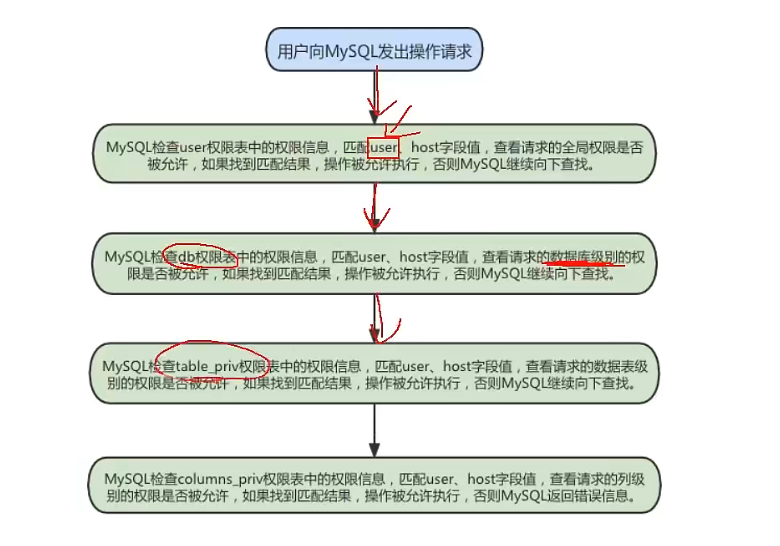 用户向MySQL发出操作请求
MySQL检查user权限表中的权限信息，匹配user、host字段值，查看请求的全局权限是否
被允许，如果找到匹配结果，操作被允许执行，否则MySQL继续向下查找。
MySQL检查db权限表中的权限信息，匹配user、host字段值，查看请求的数据库级别的权
限是否被允许，如果找到匹配结果，操作被允许执行，否则MySQL继续向下查找。
MySQL检查table_priv权限表中的权限信息，匹配user、host字段值，查看请求的数据表级
别的权限是否被允许，如果找到匹配结果，操作被允许执行，否则MySQL继续向下查找。
MySQL检查columns_priv权限表中的权限信息，匹配user、host字段值，查看请求的列级
别的权限是否被允许，如果找到匹配结果，操作被允许执行，否则MySQL返回错误信息。